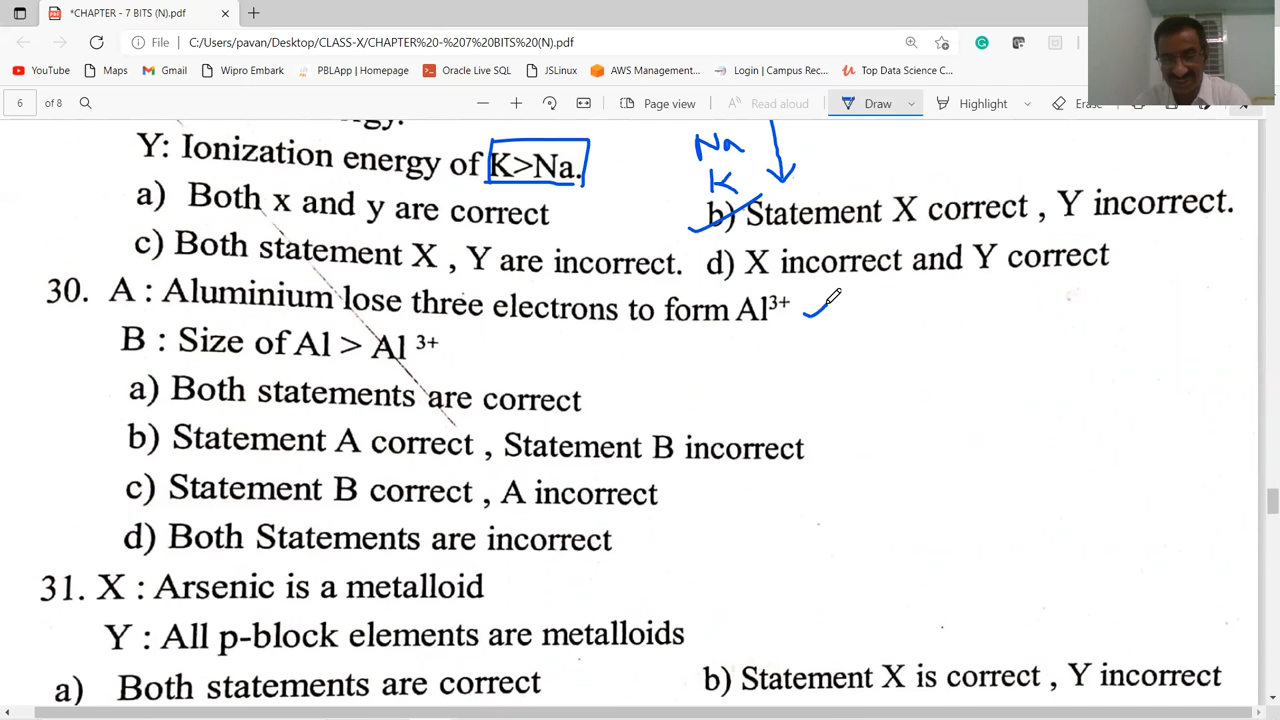 *CHAPTER - 7 BITS (N).pdf
File C:/Users/pavan/Desktop/CLASS-X/CHAPTER%20-%207%20BITS(N).pdf
YouTube Maps Gmail Wipro Embark PBLApp | Homepage Oracle Live SQL JSLinux AWS Management... Login | Campus Rec... Top Data Science C...
6 of 8 Page view Read aloud Draw Highlight Erase
Y: Ionization energy of K>Na.
Na
K
a) Both x and y are correct b) Statement X correct , Y incorrect.
c) Both statement X , Y are incorrect. d) X incorrect and Y correct
30. A : Aluminium lose three electrons to form Al³⁺
B : Size of Al > Al ³⁺
a) Both statements are correct
b) Statement A correct , Statement B incorrect
c) Statement B correct , A incorrect
d) Both Statements are incorrect
31. X : Arsenic is a metalloid
Y : All p-block elements are metalloids
a) Both statements are correct b) Statement X is correct , Y incorrect